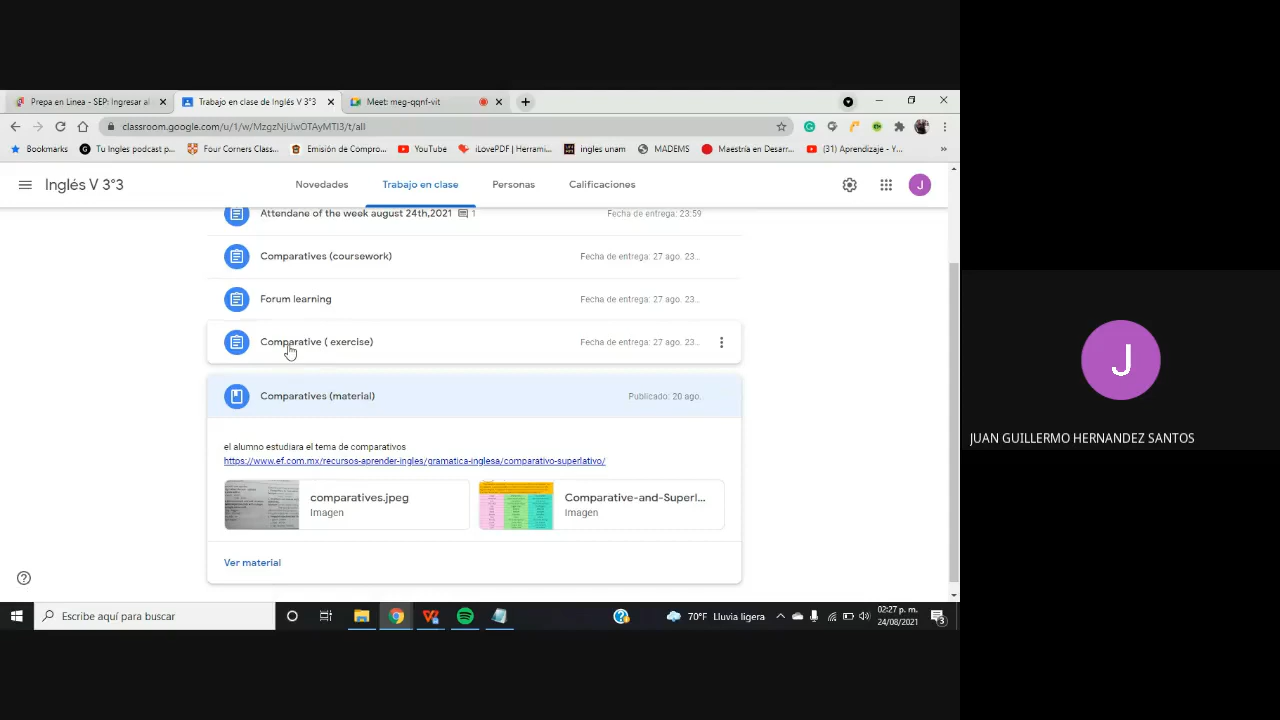 Prepa en Linea - SEP: Ingresar al
Trabajo en clase de Inglés V 3°3
Meet: meg-qqnf-vit
classroom.google.com/u/1/w/MzgzNjUwOTAyMTI3/t/all
Bookmarks
Tu Ingles podcast p...
Four Corners Class...
Emisión de Compro...
YouTube
iLovePDF | Herrami...
ingles unam
MADEMS
Maestría en Desarr...
(31) Aprendizaje - Y...
Inglés V 3°3
Novedades
Trabajo en clase
Personas
Calificaciones
J
Attendane of the week august 24th,2021
1
Fecha de entrega: 23:59
Comparatives (coursework)
Fecha de entrega: 27 ago. 23...
Forum learning
Fecha de entrega: 27 ago. 23...
Comparative ( exercise)
Fecha de entrega: 27 ago. 23...
Comparatives (material)
Publicado: 20 ago.
el alumno estudiara el tema de comparativos
https://www.ef.com.mx/recursos-aprender-ingles/gramatica-inglesa/comparativo-superlativo/
comparatives.jpg
Imagen
Comparative-and-Superl...
Imagen
Ver material
Escribe aquí para buscar
70°F Lluvia ligera
02:27 p. m.
24/08/2021
3
J
JUAN GUILLERMO HERNANDEZ SANTOS